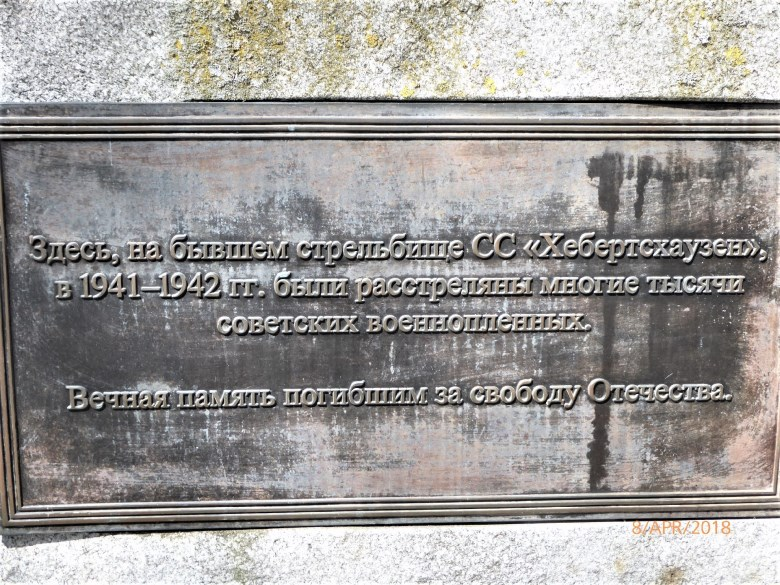 Здесь, на бывшем стрельбище СС «Хебертсхаузен»,
в 1941–1942 гг. были расстреляны многие тысячи
советских военнопленных.
Вечная память погибшим за свободу Отечества.
8/APR/2018